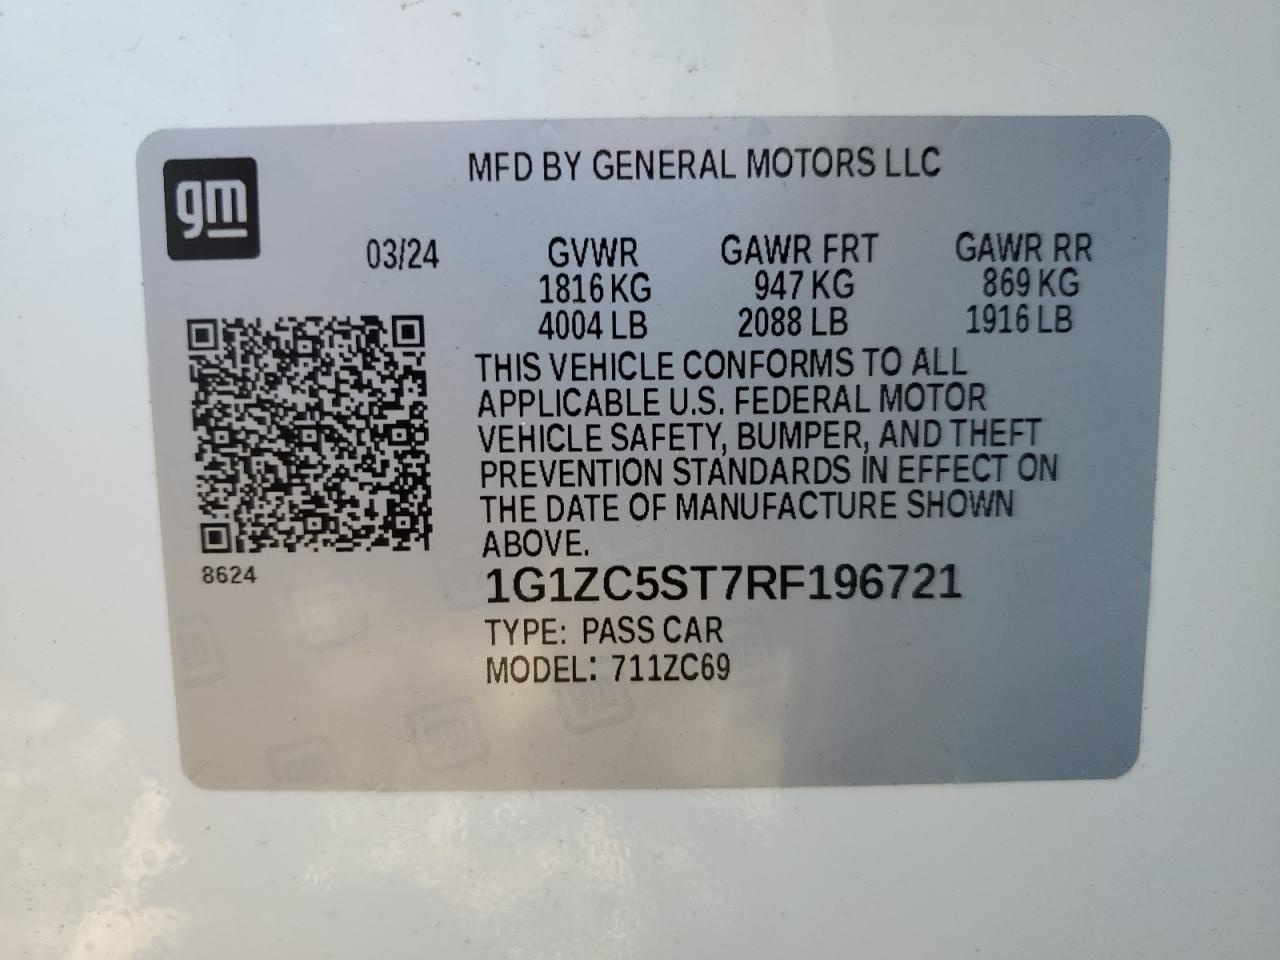 gm
MFD BY GENERAL MOTORS LLC
03/24 GVWR GAWR FRT GAWR RR
1816 KG 947 KG 869 KG
4004 LB 2088 LB 1916 LB
THIS VEHICLE CONFORMS TO ALL
APPLICABLE U.S. FEDERAL MOTOR
VEHICLE SAFETY, BUMPER, AND THEFT
PREVENTION STANDARDS IN EFFECT ON
THE DATE OF MANUFACTURE SHOWN
ABOVE.
8624
1G1ZC5ST7RF196721
TYPE: PASS CAR
MODEL: 711ZC69